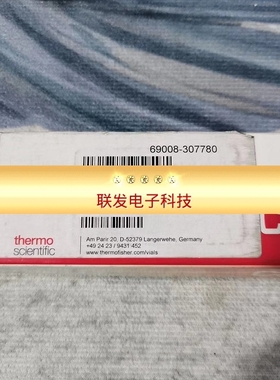 69008-307780
联发电子科技
thermo
scientific
Am Parir 20, D-52379 Langerwehe, Germany
+49 24 23 / 9431 452
www.thermofisher.com/vials